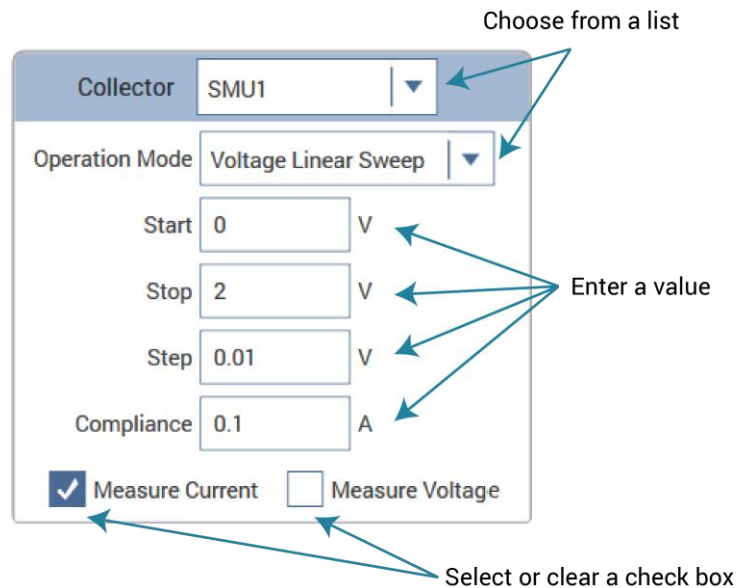 Choose from a list
Collector SMU1
Operation Mode Voltage Linear Sweep
Start 0 V
Stop 2 V
Enter a value
Step 0.01 V
Compliance 0.1 A
Measure Current Measure Voltage
Select or clear a check box